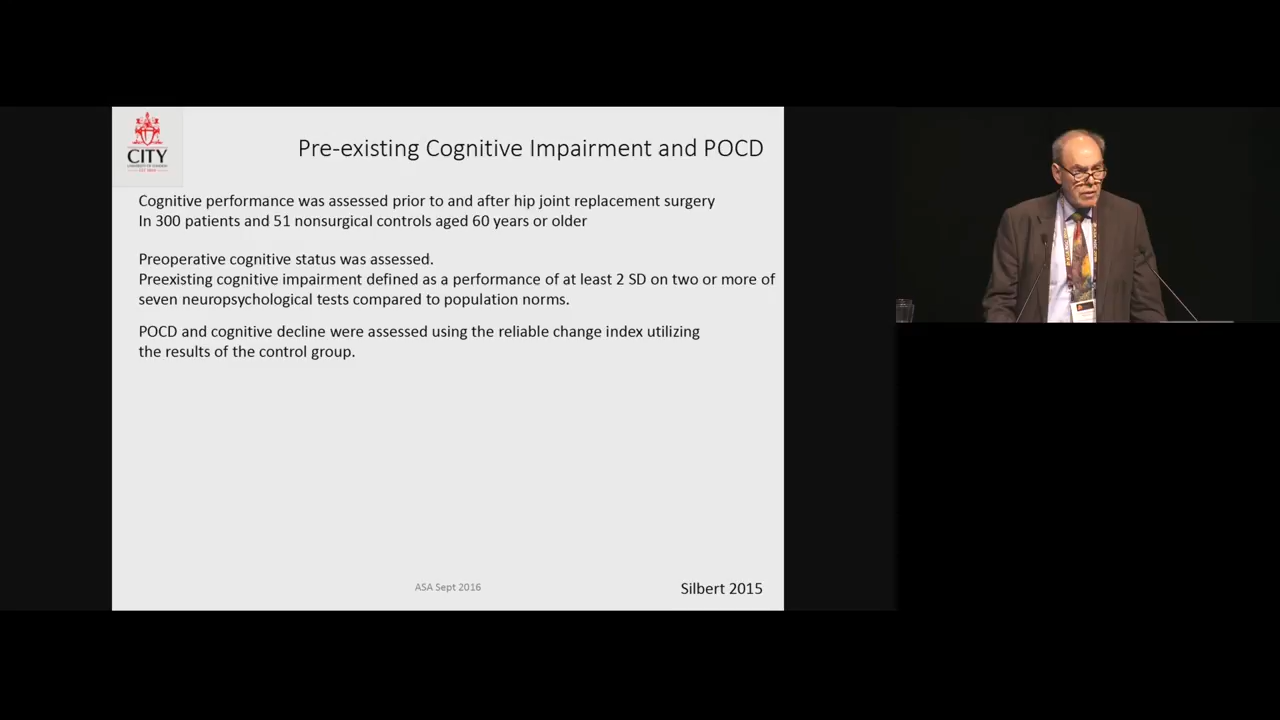 CITY
Pre-existing Cognitive Impairment and POCD
Cognitive performance was assessed prior to and after hip joint replacement surgery
In 300 patients and 51 nonsurgical controls aged 60 years or older
Preoperative cognitive status was assessed.
Preexisting cognitive impairment defined as a performance of at least 2 SD on two or more of
seven neuropsychological tests compared to population norms.
POCD and cognitive decline were assessed using the reliable change index utilizing
the results of the control group.
ASA Sept 2016
Silbert 2015